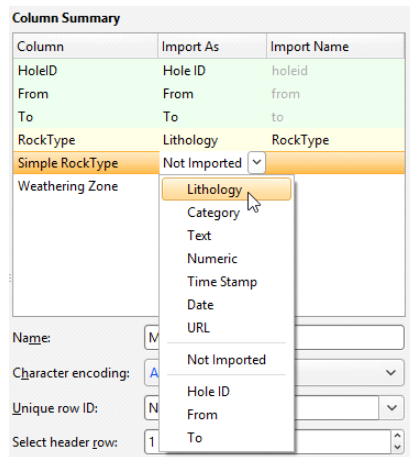 Column Summary
Column Import As Import Name
HoleID Hole ID holeid
From From from
To To to
RockType Lithology RockType
Simple RockType Not Imported
Weathering Zone
Lithology
Category
Text
Numeric
Time Stamp
Date
URL
Not Imported
Hole ID
From
To
Name: M
Character encoding: A
Unique row ID: N
Select header row: 1